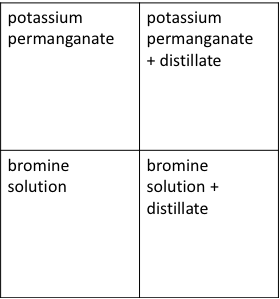 potassium
permanganate
potassium
permanganate
+ distillate
bromine
solution
bromine
solution +
distillate